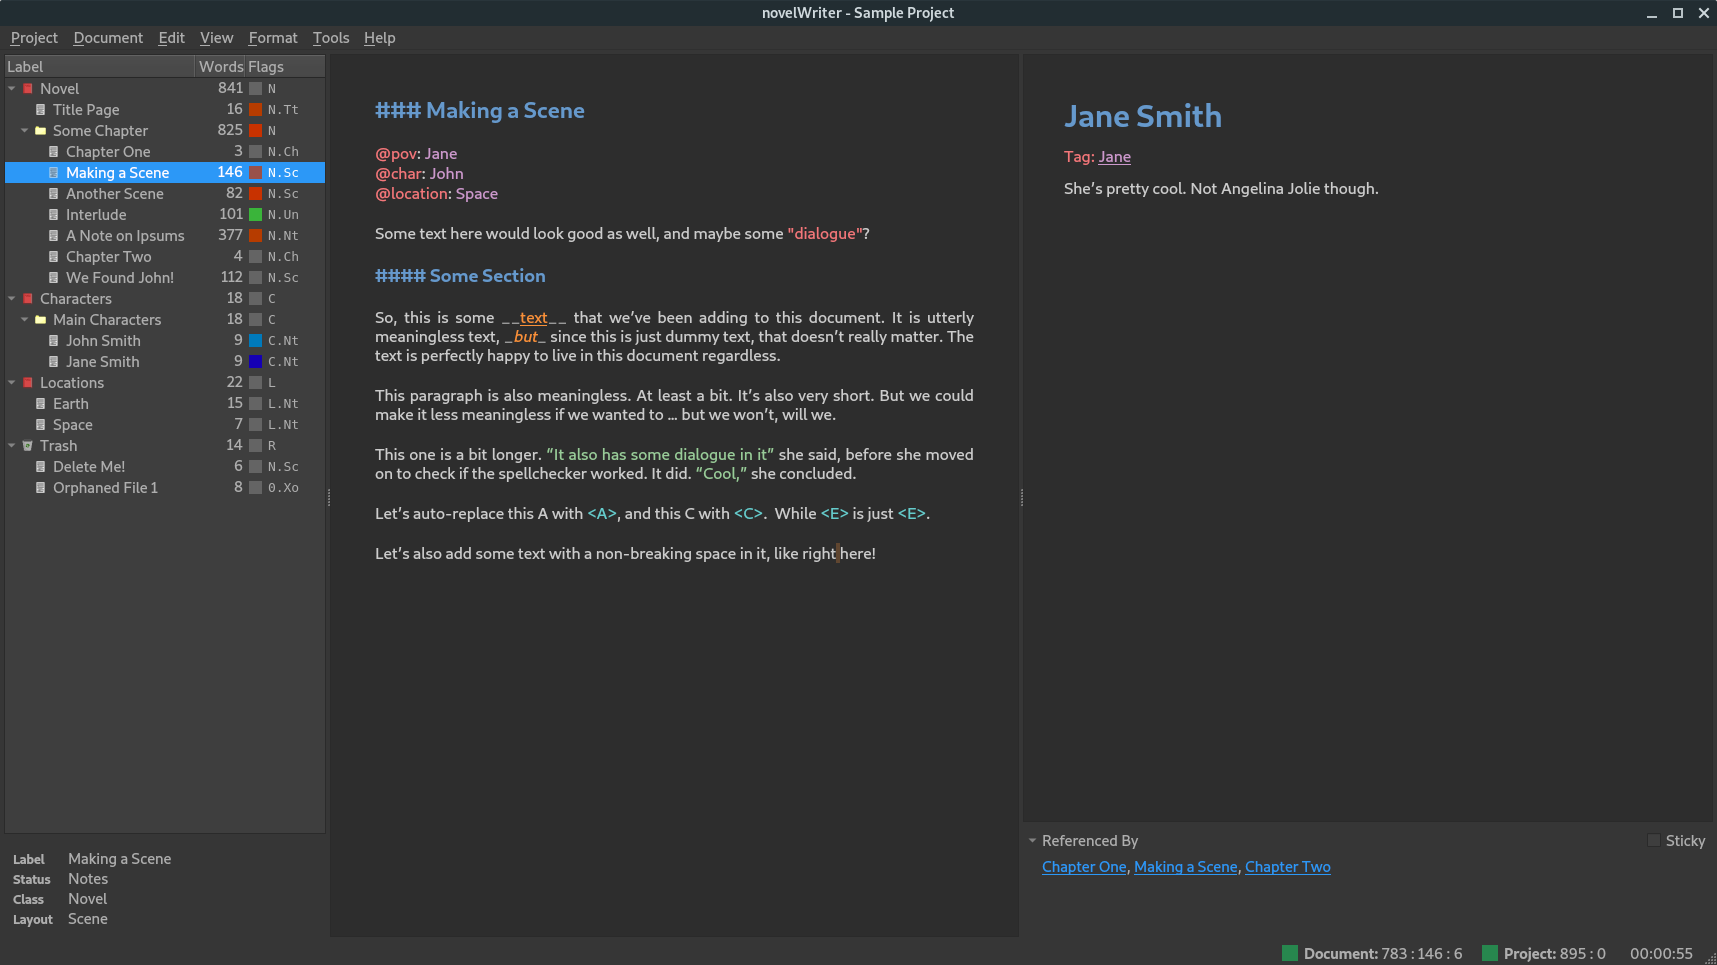 novelWriter - Sample Project
Project Document Edit View Format Tools Help
Label Words Flags
Novel 841 N
Title Page 16 N.Tt
Some Chapter 825 N
Chapter One 3 N.Ch
Making a Scene 146 N.Sc
Another Scene 82 N.Sc
Interlude 101 N.Un
A Note on Ipsums 377 N.Nt
Chapter Two 4 N.Ch
We Found John! 112 N.Sc
Characters 18 C
Main Characters 18 C
John Smith 9 C.Nt
Jane Smith 9 C.Nt
Locations 22 L
Earth 15 L.Nt
Space 7 L.Nt
Trash 14 R
Delete Me! 6 N.Sc
Orphaned File 1 8 0.Xo
Label Making a Scene
Status Notes
Class Novel
Layout Scene
### Making a Scene
@pov: Jane
@char: John
@location: Space
Some text here would look good as well, and maybe some "dialogue"?
#### Some Section
So, this is some __text__ that we’ve been adding to this document. It is utterly
meaningless text, _but_ since this is just dummy text, that doesn’t really matter. The
text is perfectly happy to live in this document regardless.
This paragraph is also meaningless. At least a bit. It’s also very short. But we could
make it less meaningless if we wanted to … but we won’t, will we.
This one is a bit longer. “It also has some dialogue in it” she said, before she moved
on to check if the spellchecker worked. It did. “Cool,” she concluded.
Let’s auto-replace this A with <A>, and this C with <C>.  While <E> is just <E>.
Let’s also add some text with a non-breaking space in it, like right here!
Jane Smith
Tag: Jane
She’s pretty cool. Not Angelina Jolie though.
Referenced By Sticky
Chapter One, Making a Scene, Chapter Two
Document: 783 : 146 : 6 Project: 895 : 0 00:00:55